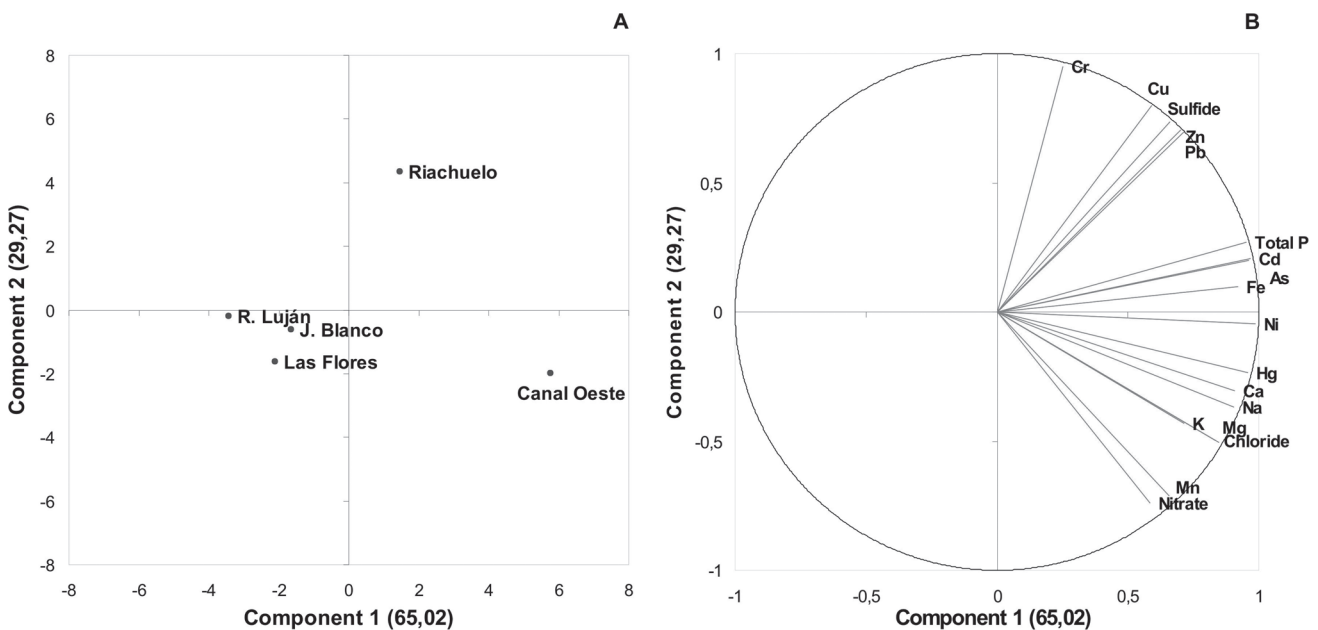 A
8
6
4
2
0
-2
-4
-6
-8
-8
-6
-4
-2
0
2
4
6
8
Component 2 (29,27)
Component 1 (65,02)
Riachuelo
R. Luján
J. Blanco
Las Flores
Canal Oeste
B
1
0,5
0
-0,5
-1
-1
-0,5
0
0,5
1
Component 2 (29,27)
Component 1 (65,02)
Cr
Cu
Sulfide
Zn
Pb
Total P
Cd
As
Fe
Ni
Hg
Ca
Na
K
Mg
Chloride
Mn
Nitrate